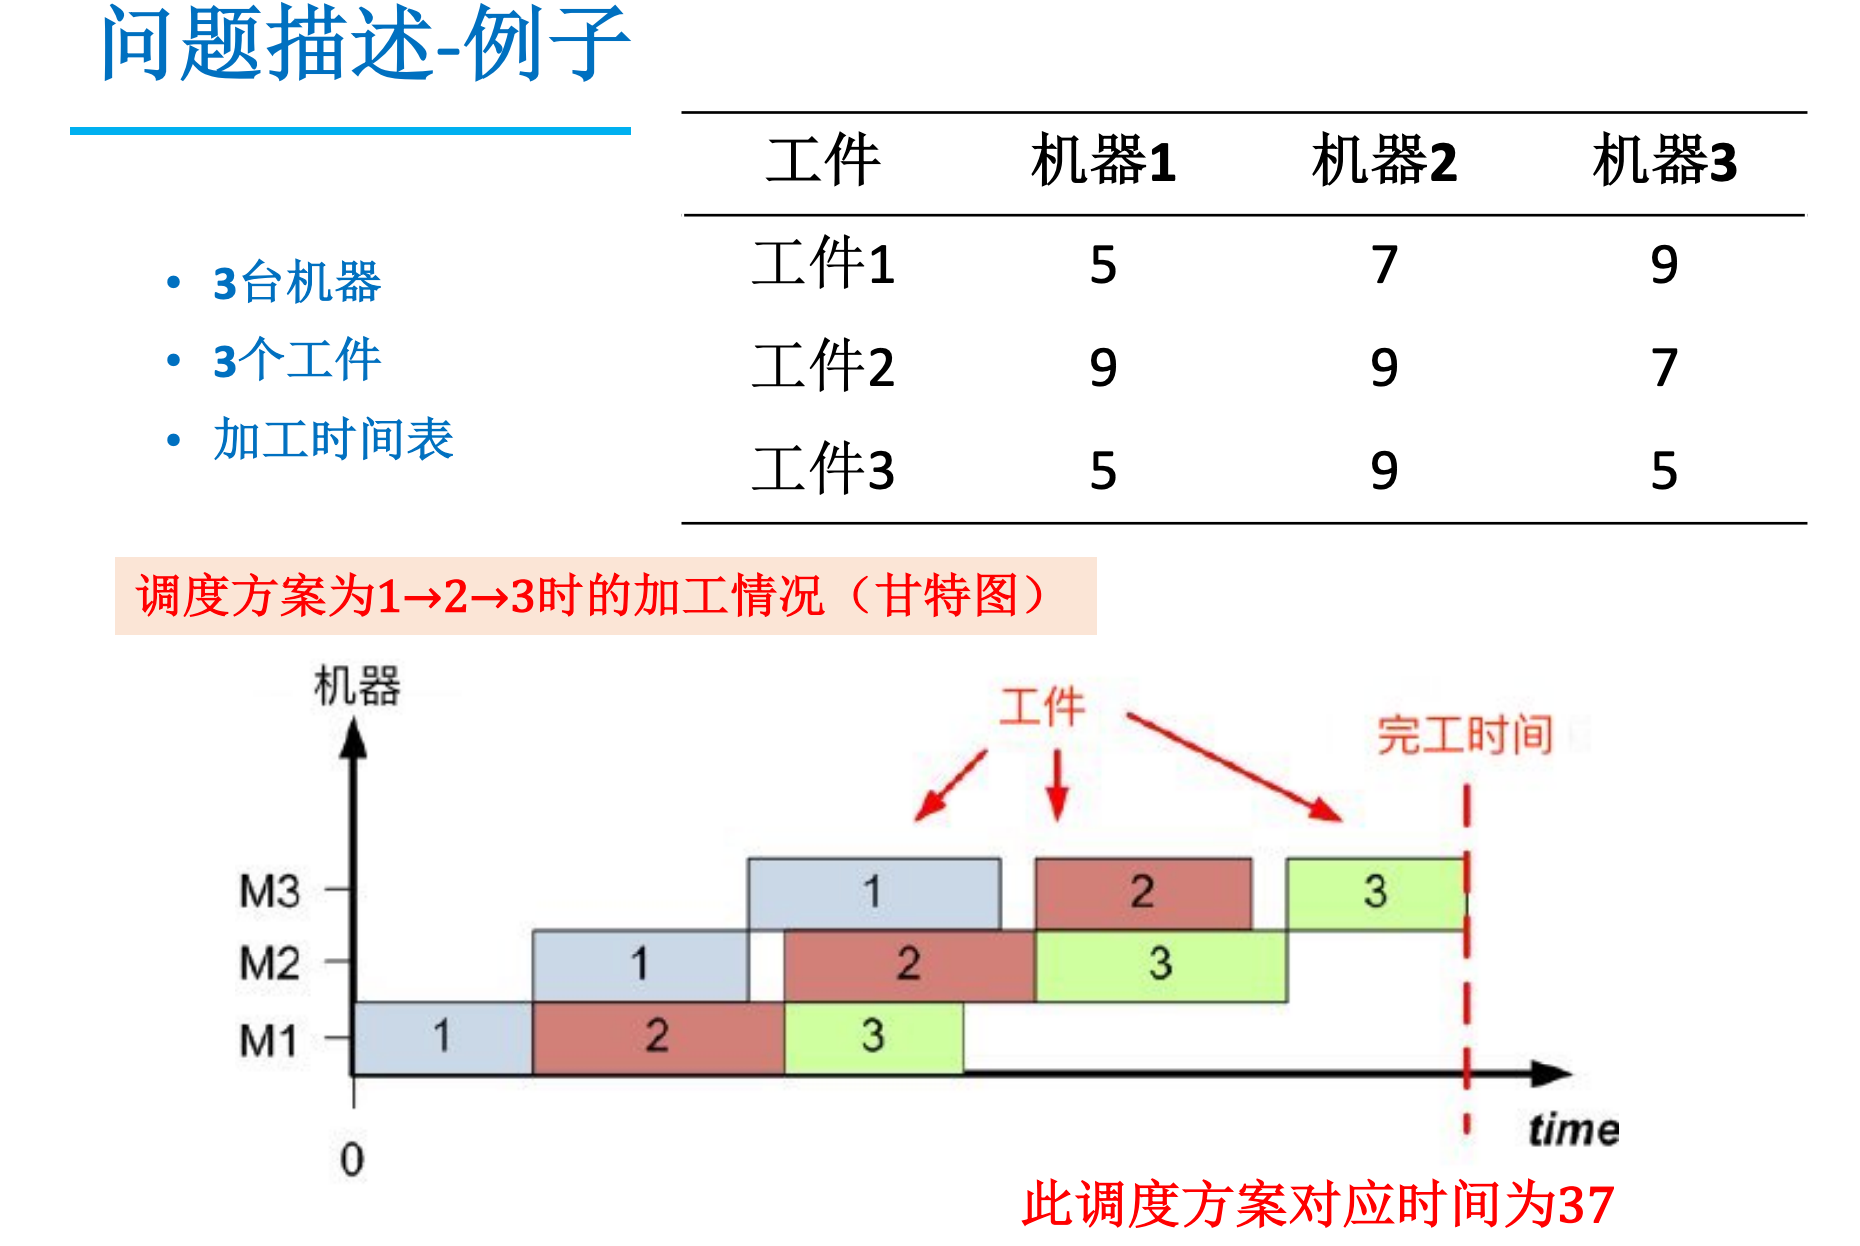 问题描述-例子
工件 机器1 机器2 机器3
工件1 5 7 9
工件2 9 9 7
工件3 5 9 5
• 3台机器
• 3个工件
• 加工时间表
调度方案为1→2→3时的加工情况（甘特图）
机器
工件
完工时间
M3 1 2 3
M2 1 2 3
M1 1 2 3
time
0
此调度方案对应时间为37